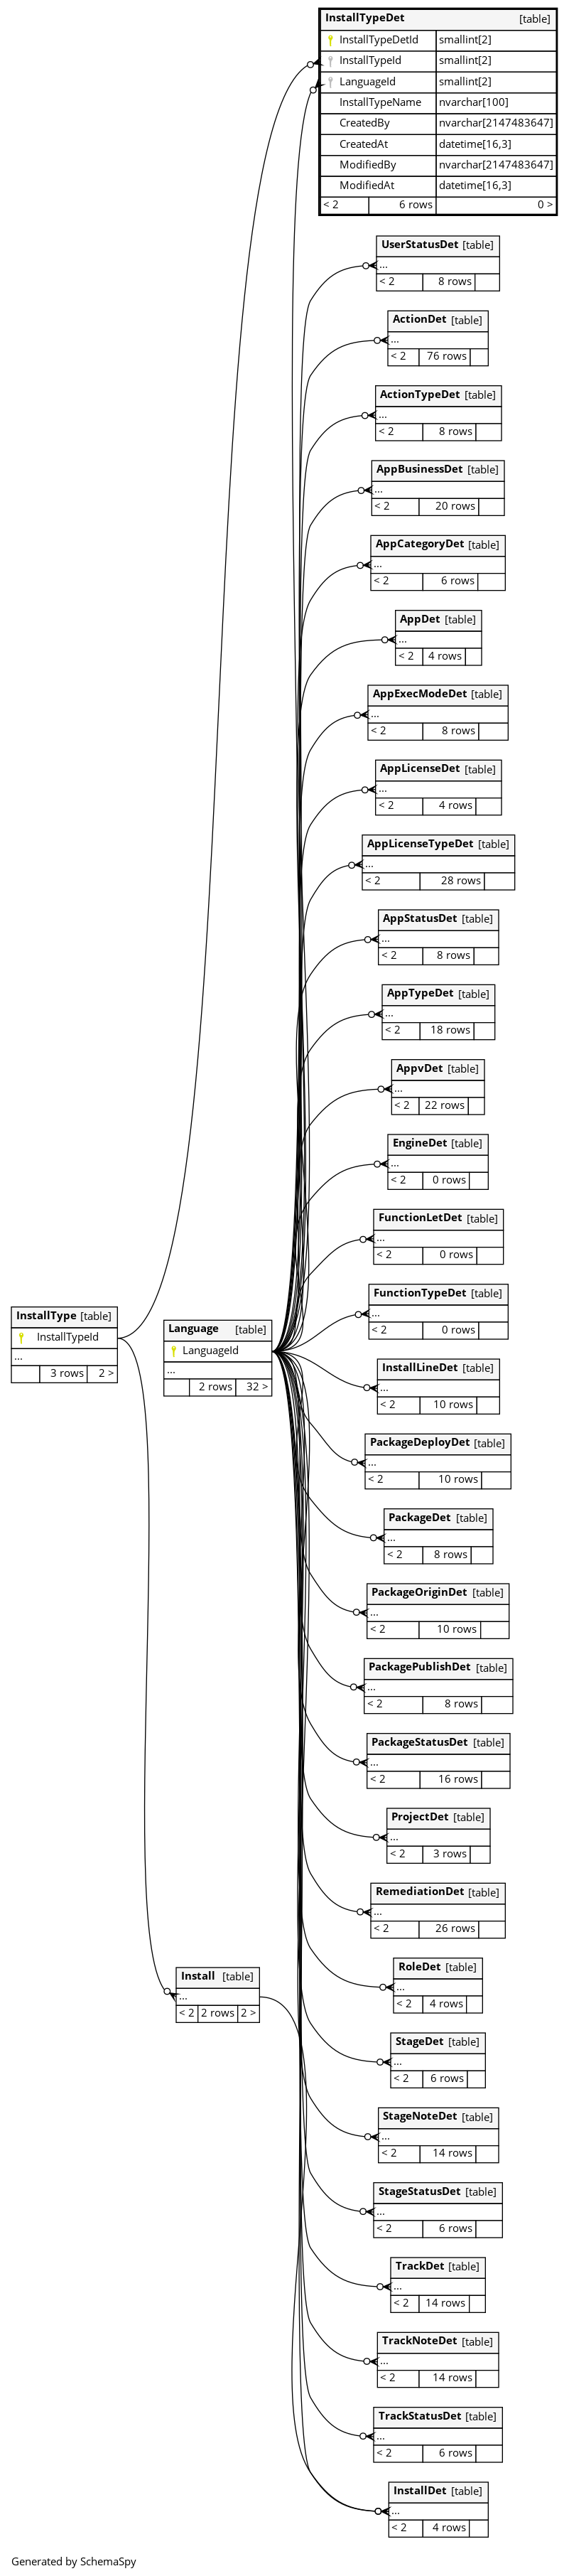 InstallTypeDet [table]
InstallTypeDetId smallint[2]
InstallTypeId smallint[2]
LanguageId smallint[2]
InstallTypeName nvarchar[100]
CreatedBy nvarchar[2147483647]
CreatedAt datetime[16,3]
ModifiedBy nvarchar[2147483647]
ModifiedAt datetime[16,3]
< 2 6 rows 0 >
UserStatusDet [table]
...
< 2 8 rows
ActionDet [table]
...
< 2 76 rows
ActionTypeDet [table]
...
< 2 8 rows
AppBusinessDet [table]
...
< 2 20 rows
AppCategoryDet [table]
...
< 2 6 rows
AppDet [table]
...
< 2 4 rows
AppExecModeDet [table]
...
< 2 8 rows
AppLicenseDet [table]
...
< 2 4 rows
AppLicenseTypeDet [table]
...
< 2 28 rows
AppStatusDet [table]
...
< 2 8 rows
AppTypeDet [table]
...
< 2 18 rows
AppvDet [table]
...
< 2 22 rows
EngineDet [table]
...
< 2 0 rows
FunctionLetDet [table]
...
< 2 0 rows
FunctionTypeDet [table]
...
< 2 0 rows
InstallType [table]
InstallTypeId
...
3 rows 2 >
Language [table]
LanguageId
...
2 rows 32 >
InstallLineDet [table]
...
< 2 10 rows
PackageDeployDet [table]
...
< 2 10 rows
PackageDet [table]
...
< 2 8 rows
PackageOriginDet [table]
...
< 2 10 rows
PackagePublishDet [table]
...
< 2 8 rows
PackageStatusDet [table]
...
< 2 16 rows
ProjectDet [table]
...
< 2 3 rows
RemediationDet [table]
...
< 2 26 rows
Install [table]
...
< 2 2 rows 2 >
RoleDet [table]
...
< 2 4 rows
StageDet [table]
...
< 2 6 rows
StageNoteDet [table]
...
< 2 14 rows
StageStatusDet [table]
...
< 2 6 rows
TrackDet [table]
...
< 2 14 rows
TrackNoteDet [table]
...
< 2 14 rows
TrackStatusDet [table]
...
< 2 6 rows
InstallDet [table]
...
< 2 4 rows
Generated by SchemaSpy